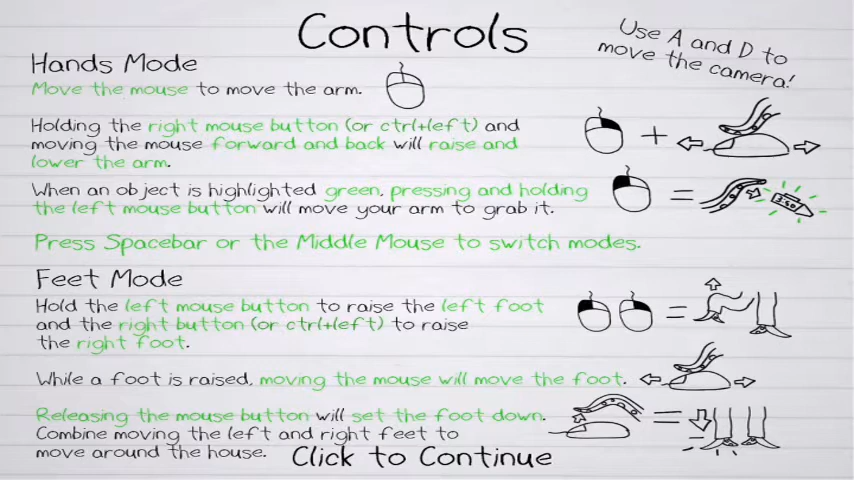 Controls
Use A and D to
move the camera!
Hands Mode
Move the mouse to move the arm.
Holding the right mouse button (or ctrl+left) and
moving the mouse forward and back will raise and
lower the arm.
When an object is highlighted green, pressing and holding
the left mouse button will move your arm to grab it.
3:50
Press Spacebar or the Middle Mouse to switch modes.
Feet Mode
Hold the left mouse button to raise the left foot
and the right button (or ctrl+left) to raise
the right foot.
While a foot is raised, moving the mouse will move the foot.
Releasing the mouse button will set the foot down.
Combine moving the left and right feet to
move around the house.
Click to Continue